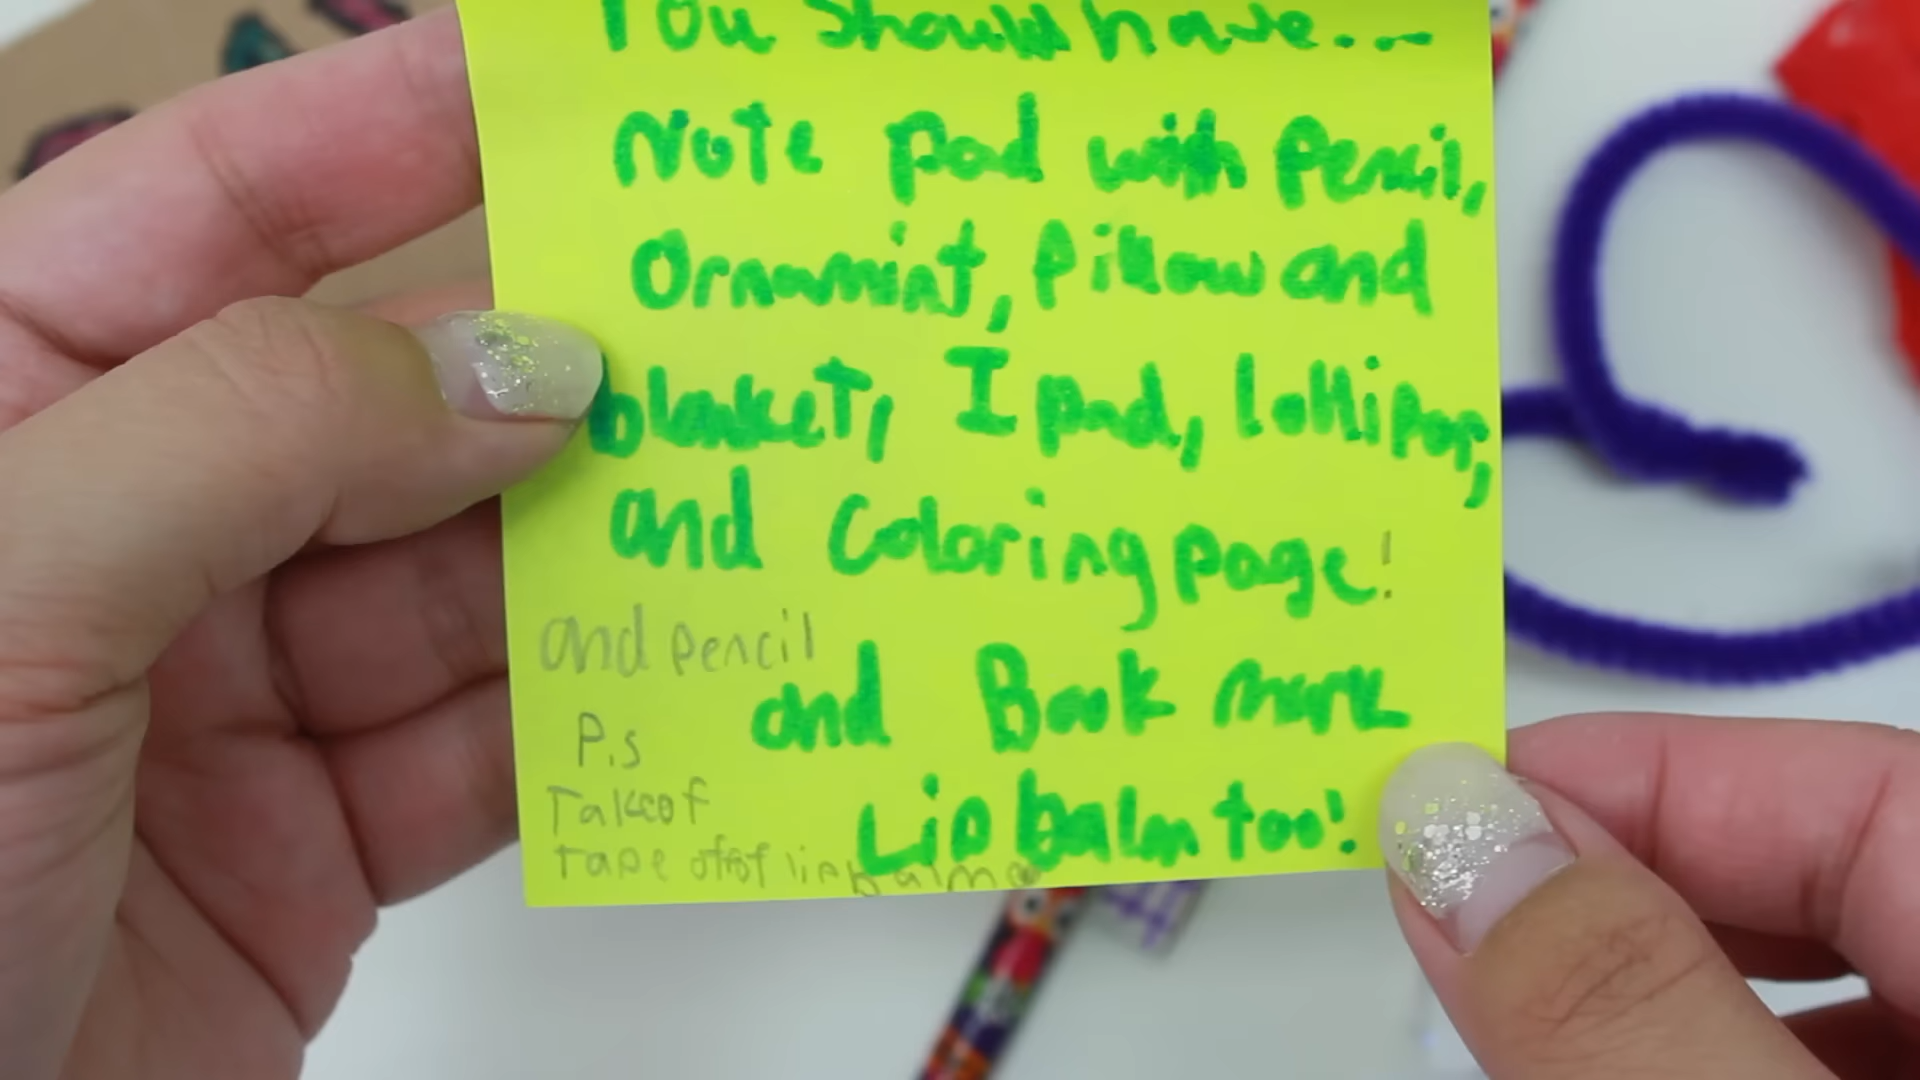 You should have...
Note pad with pencil,
Ornamint, Pillow and
blanket, I pad, lollipop,
and Coloring page!
and pencil
and Book mark
P.s
Takeof
Lip balm too!
Tape of of lip balm